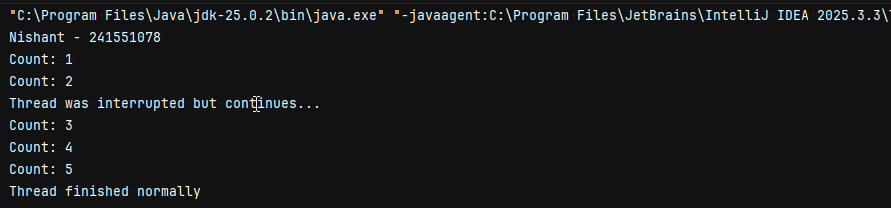 "C:\Program Files\Java\jdk-25.0.2\bin\java.exe" "-javaagent:C:\Program Files\JetBrains\IntelliJ IDEA 2025.3.3\
Nishant - 241551078
Count: 1
Count: 2
Thread was interrupted but continues...
Count: 3
Count: 4
Count: 5
Thread finished normally